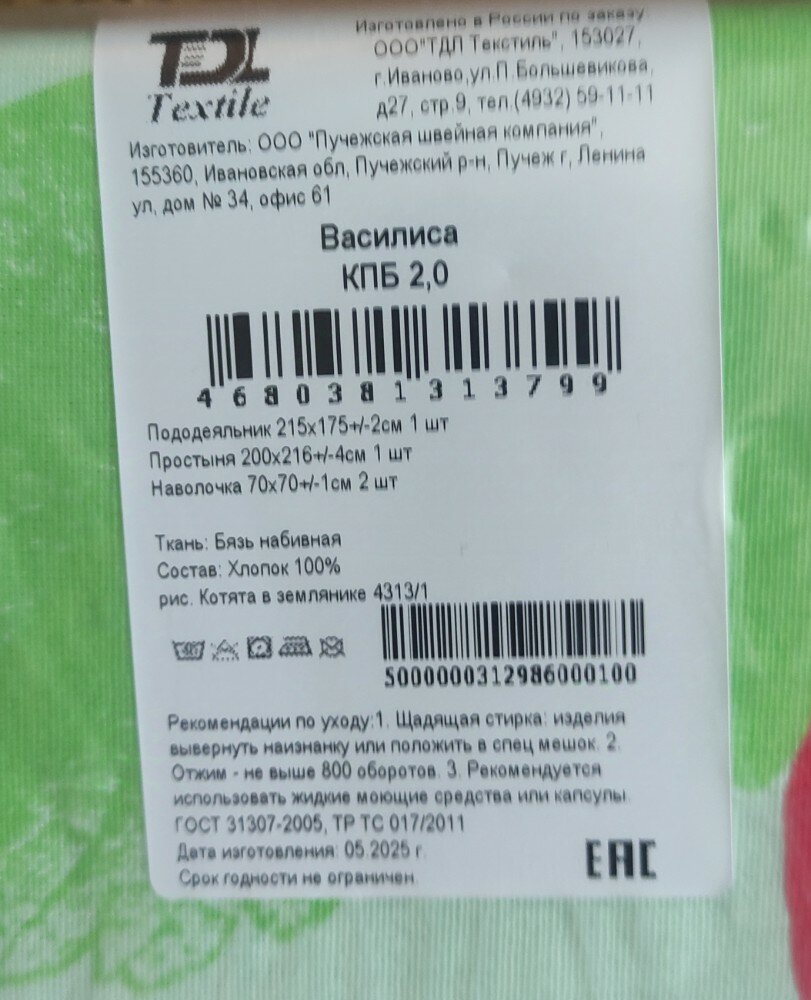 TDL
Textile
Изготовлено в России по заказу
ООО"ТДЛ Текстиль", 153027,
г.Иваново,ул.П.Большевикова,
д27, стр.9, тел.(4932) 59-11-11
Изготовитель: ООО "Пучежская швейная компания",
155360, Ивановская обл, Пучежский р-н, Пучеж г, Ленина
ул, дом № 34, офис 61
Василиса
КПБ 2,0
4680381313799
Пододеяльник 215x175+/-2см 1 шт
Простыня 200x216+/-4см 1 шт
Наволочка 70x70+/-1см 2 шт
Ткань: Бязь набивная
Состав: Хлопок 100%
рис. Котята в землянике 4313/1
5000000312986000100
Рекомендации по уходу:1. Щадящая стирка: изделия
вывернуть наизнанку или положить в спец мешок. 2.
Отжим - не выше 800 оборотов. 3. Рекомендуется
использовать жидкие моющие средства или капсулы.
ГОСТ 31307-2005, ТР ТС 017/2011
Дата изготовления: 05.2025 г.
Срок годности не ограничен.
EAC